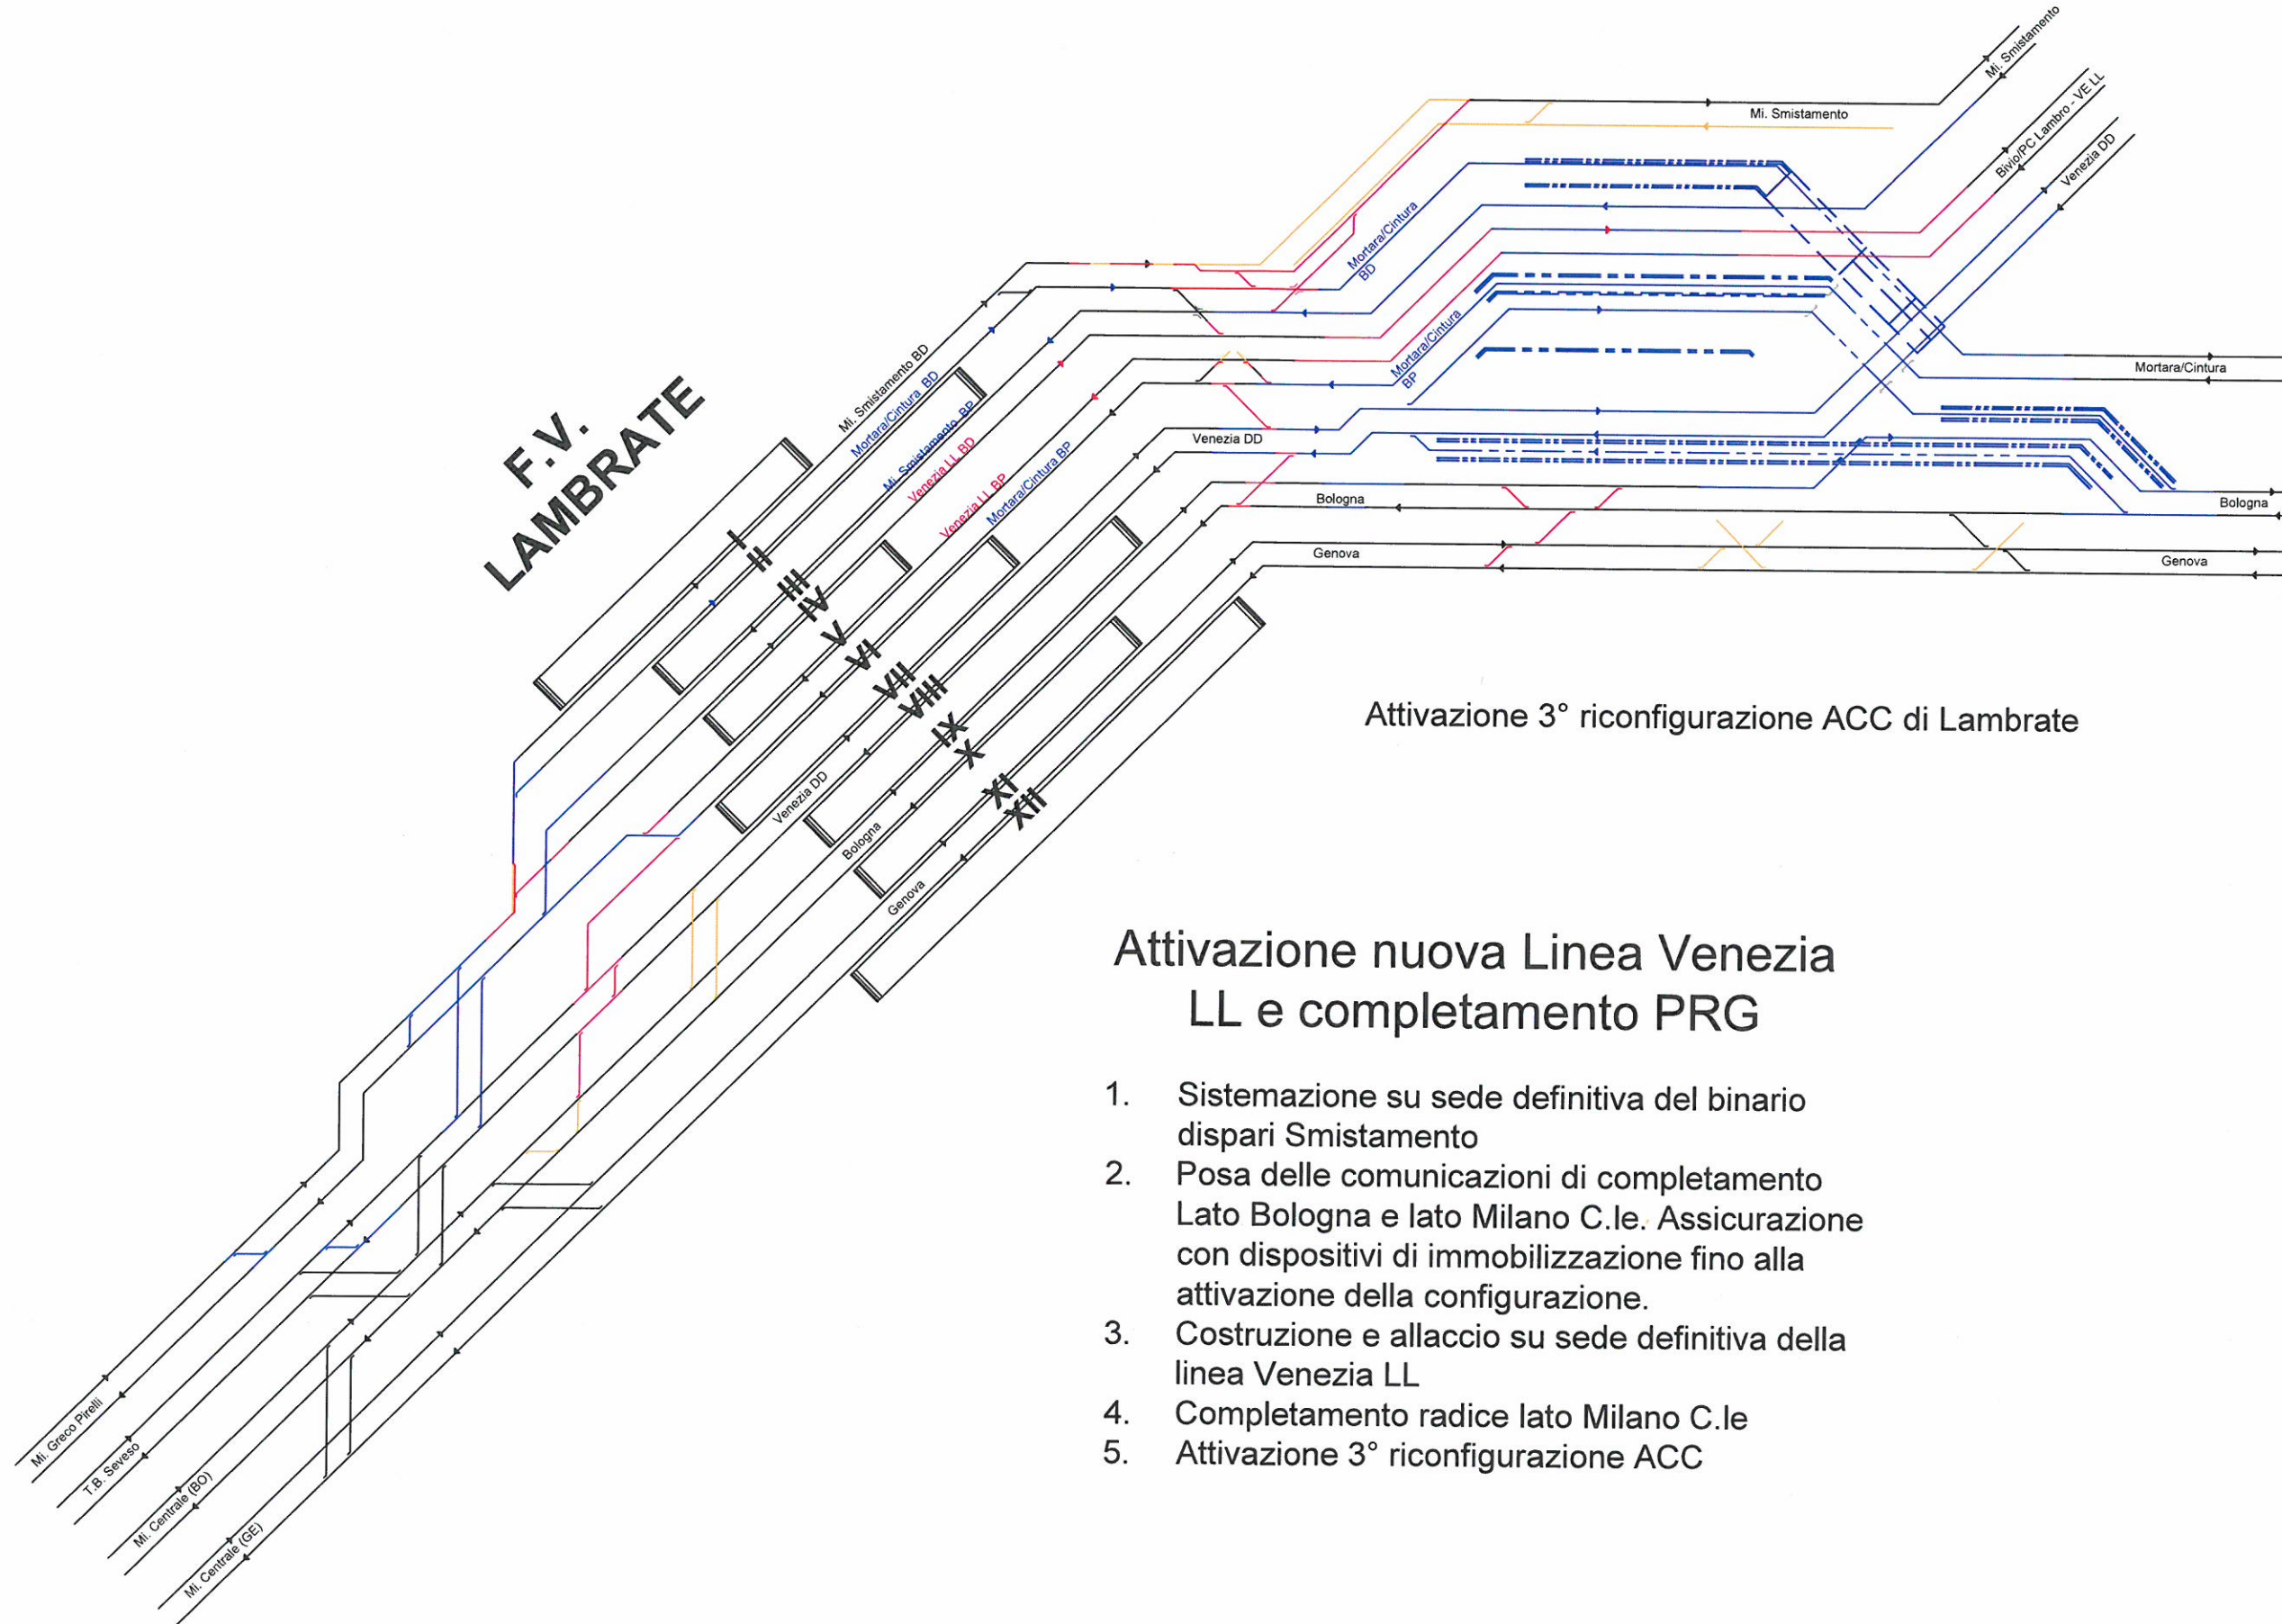 Mi. Smistamento
Mi. Smistamento
Bivio/PC Lambro - VE LL
Venezia DD
Mortara/Cintura
BD
Mortara/Cintura
BP
Mi. Smistamento BD
Mortara/Cintura BD
Mi. Smistamento BP
Venezia LL BD
Venezia LL BP
Mortara/Cintura BP
Mortara/Cintura
Venezia DD
Bologna
Bologna
Genova
Genova
F.V.
LAMBRATE
I
II
III
IV
V
VI
VII
VIII
IX
X
XI
XII
Venezia DD
Bologna
Genova
Attivazione 3° riconfigurazione ACC di Lambrate
Attivazione nuova Linea Venezia
LL e completamento PRG
1. Sistemazione su sede definitiva del binario
dispari Smistamento
2. Posa delle comunicazioni di completamento
Lato Bologna e lato Milano C.le. Assicurazione
con dispositivi di immobilizzazione fino alla
attivazione della configurazione.
3. Costruzione e allaccio su sede definitiva della
linea Venezia LL
4. Completamento radice lato Milano C.le
5. Attivazione 3° riconfigurazione ACC
Mi. Greco Pirelli
T.B. Seveso
Mi. Centrale (BO)
Mi. Centrale (GE)